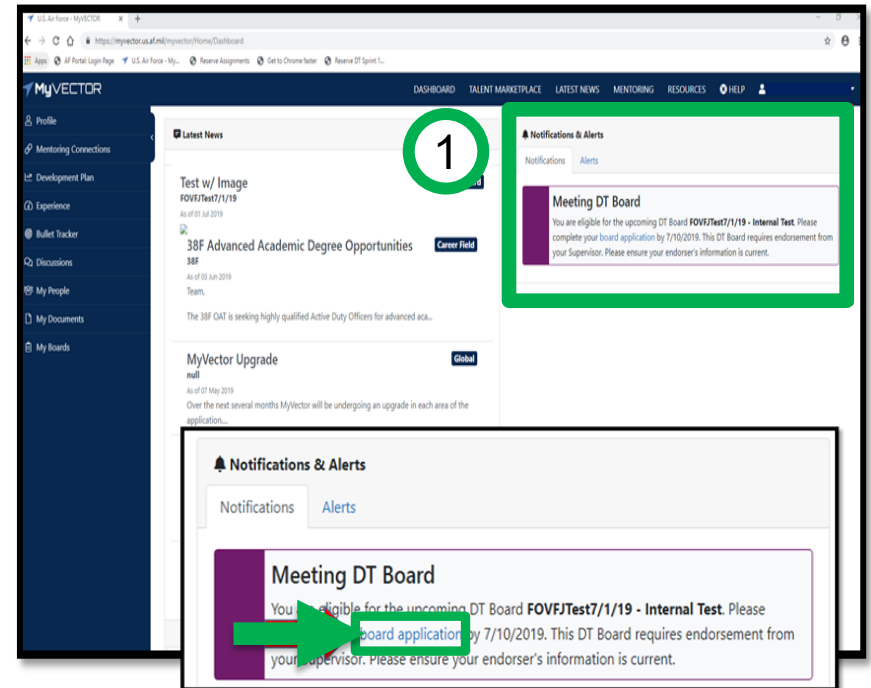 U.S. Air Force - MyVECTOR
https://myvector.us.af.mil/myvector/Home/Dashboard
Apps AF Portal Login Page U.S. Air Force - My... Reserve Assignments Get to Chrome faster Reserve DT Sprint 1...
MyVECTOR
DASHBOARD TALENT MARKETPLACE LATEST NEWS MENTORING RESOURCES HELP
Profile
Mentoring Connections
Development Plan
Experience
Bullet Tracker
Discussions
My People
My Documents
My Boards
Latest News
1
Test w/ Image
FOVFJTest7/1/19
As of 01 Jul 2019
38F Advanced Academic Degree Opportunities Career Field
38F
As of 03 Jun 2019
Team,
The 38F OAT is seeking highly qualified Active Duty Officers for advanced aca...
MyVector Upgrade Global
null
As of 07 May 2019
Over the next several months MyVector will be undergoing an upgrade in each area of the
application...
Notifications & Alerts
Notifications Alerts
Meeting DT Board
You are eligible for the upcoming DT Board FOVFJTest7/1/19 - Internal Test. Please
complete your board application by 7/10/2019. This DT Board requires endorsement from
your Supervisor. Please ensure your endorser's information is current.
Notifications & Alerts
Notifications Alerts
Meeting DT Board
You are eligible for the upcoming DT Board FOVFJTest7/1/19 - Internal Test. Please
board application by 7/10/2019. This DT Board requires endorsement from
your Supervisor. Please ensure your endorser's information is current.